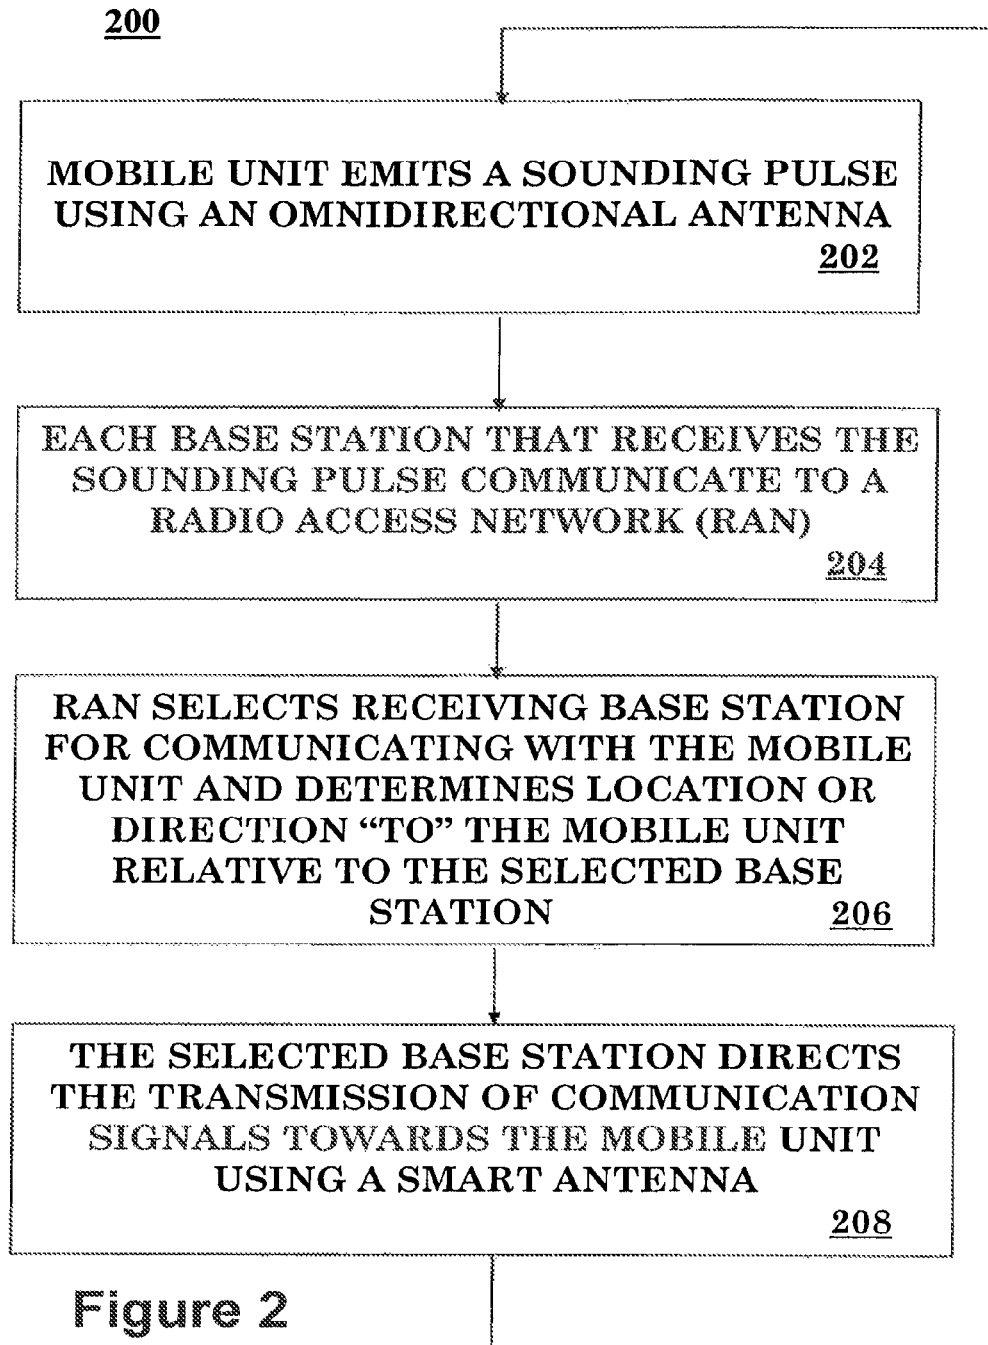 200
MOBILE UNIT EMITS A SOUNDING PULSE
USING AN OMNIDIRECTIONAL ANTENNA
202
EACH BASE STATION THAT RECEIVES THE
SOUNDING PULSE COMMUNICATE TO A
RADIO ACCESS NETWORK (RAN)
204
RAN SELECTS RECEIVING BASE STATION
FOR COMMUNICATING WITH THE MOBILE
UNIT AND DETERMINES LOCATION OR
DIRECTION “TO” THE MOBILE UNIT
RELATIVE TO THE SELECTED BASE
STATION 206
THE SELECTED BASE STATION DIRECTS
THE TRANSMISSION OF COMMUNICATION
SIGNALS TOWARDS THE MOBILE UNIT
USING A SMART ANTENNA
208
Figure 2